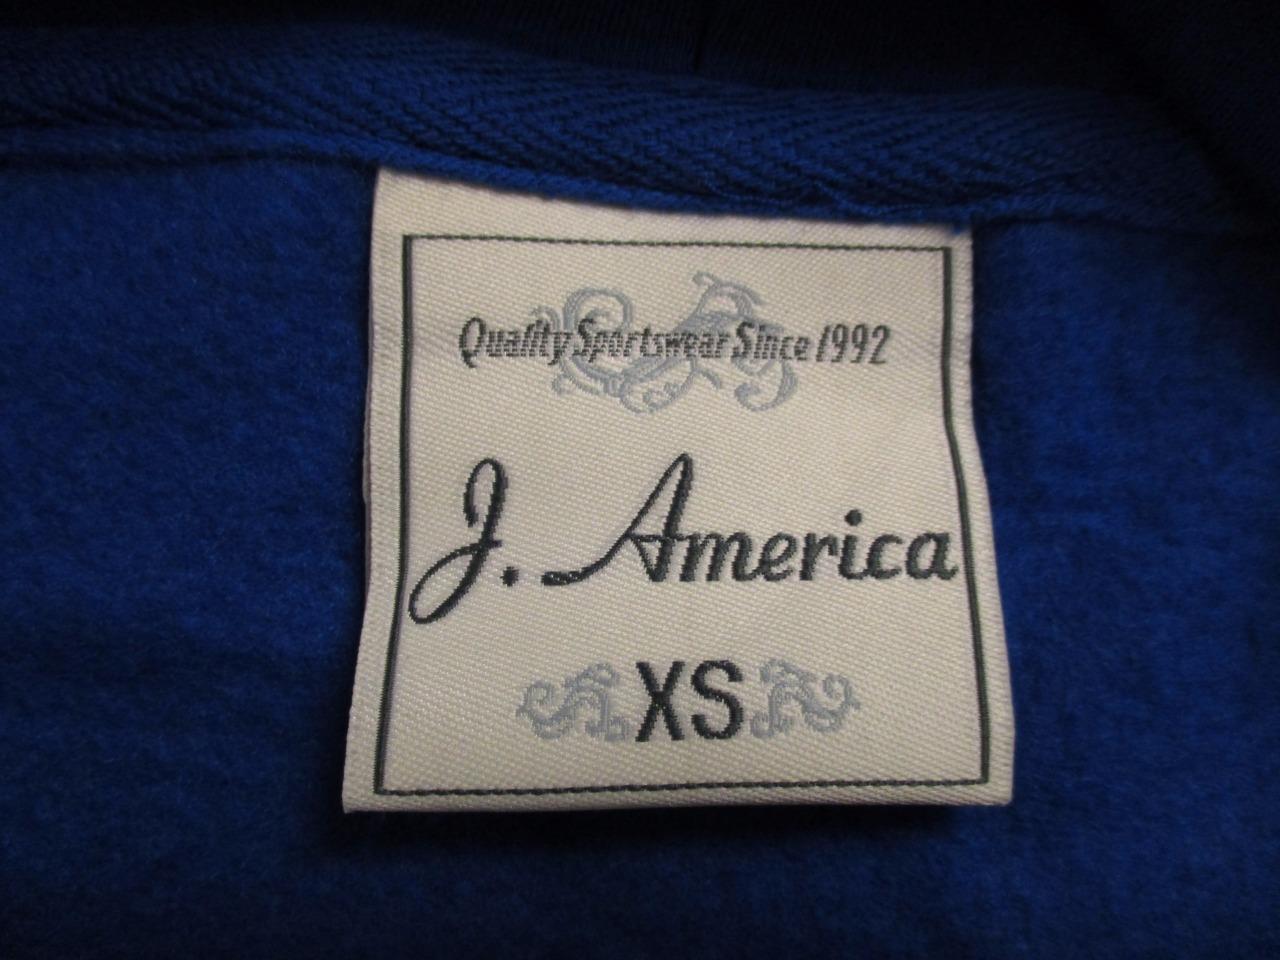 Quality Sportswear Since 1992
J. America
XS